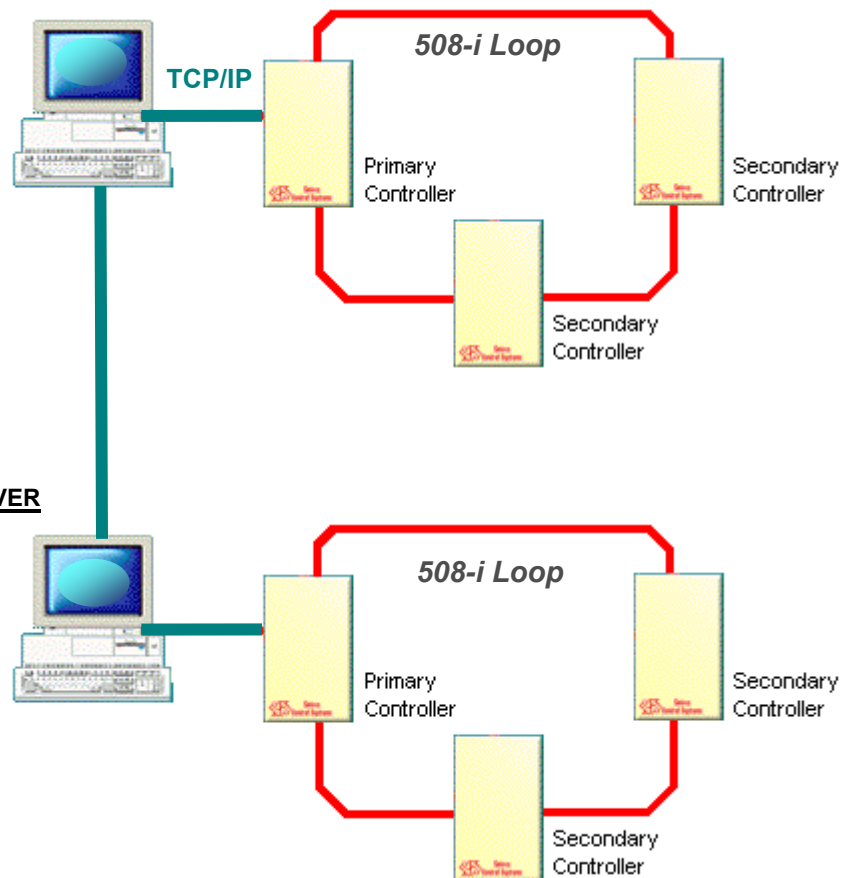 508-i Loop
TCP/IP
Primary
Controller
Secondary
Controller
Secondary
Controller
VER
508-i Loop
Primary
Controller
Secondary
Controller
Secondary
Controller